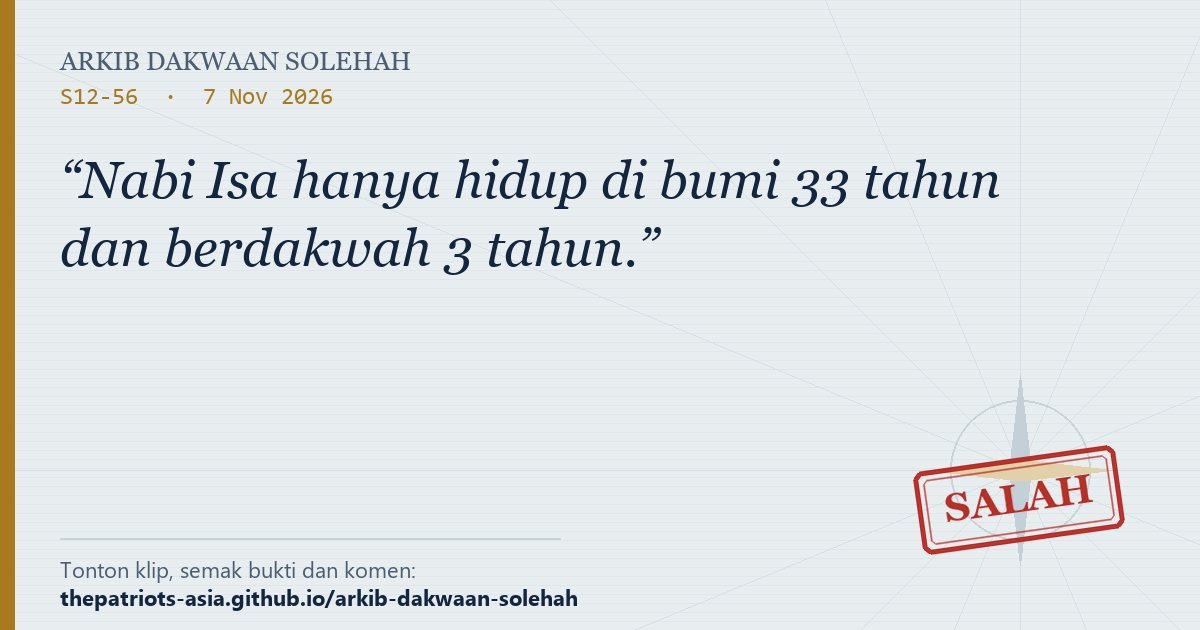 ARKIB DAKWAAN SOLEHAH
S12-56 · 7 Nov 2026
“Nabi Isa hanya hidup di bumi 33 tahun
dan berdakwah 3 tahun.”
SALAH
Tonton klip, semak bukti dan komen:
thepatriots-asia.github.io/arkib-dakwaan-solehah